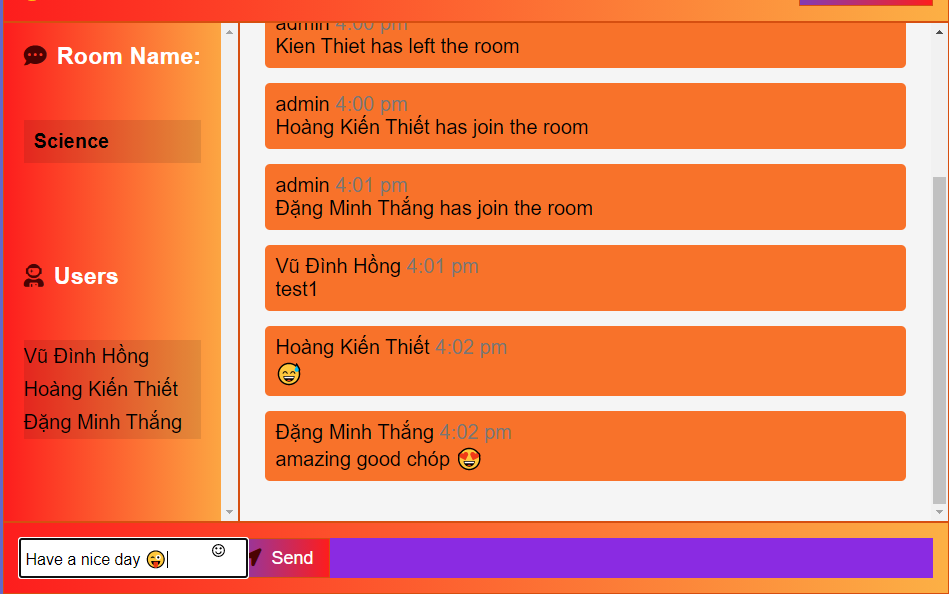 Room Name:
Science
Users
Vũ Đình Hồng
Hoàng Kiến Thiết
Đặng Minh Thắng
admin 4:00 pm
Kien Thiet has left the room
admin 4:00 pm
Hoàng Kiến Thiết has join the room
admin 4:01 pm
Đặng Minh Thắng has join the room
Vũ Đình Hồng 4:01 pm
test1
Hoàng Kiến Thiết 4:02 pm
😅
Đặng Minh Thắng 4:02 pm
amazing good chóp 😍
Have a nice day 😜
Send